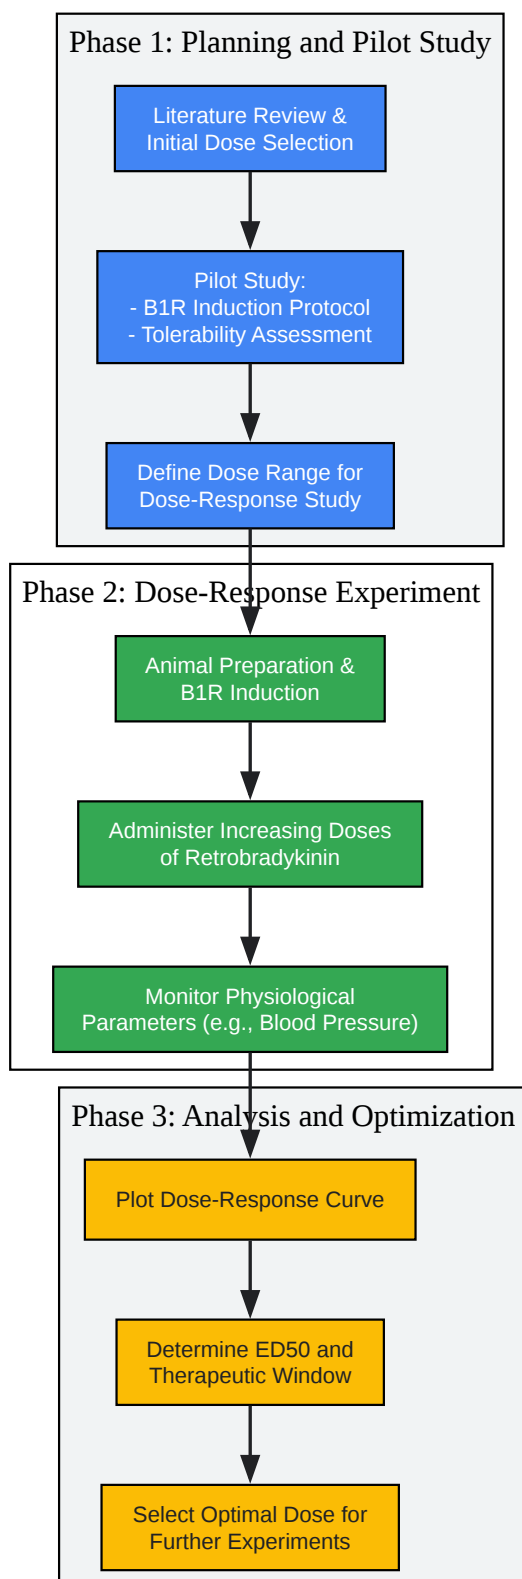 Phase 1: Planning and Pilot Study
Literature Review &
Initial Dose Selection
Pilot Study:
- B1R Induction Protocol
- Tolerability Assessment
Define Dose Range for
Dose-Response Study
Phase 2: Dose-Response Experiment
Animal Preparation &
B1R Induction
Administer Increasing Doses
of Retrobradykinin
Monitor Physiological
Parameters (e.g., Blood Pressure)
Phase 3: Analysis and Optimization
Plot Dose-Response Curve
Determine ED50 and
Therapeutic Window
Select Optimal Dose for
Further Experiments